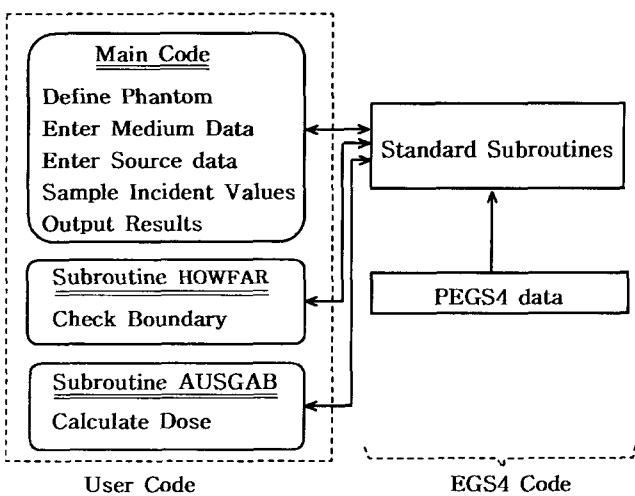 Main Code
Define Phantom
Enter Medium Data
Enter Source data
Sample Incident Values
Output Results
Subroutine HOWFAR
Check Boundary
Subroutine AUSGAB
Calculate Dose
User Code
Standard Subroutines
PEGS4 data
EGS4 Code